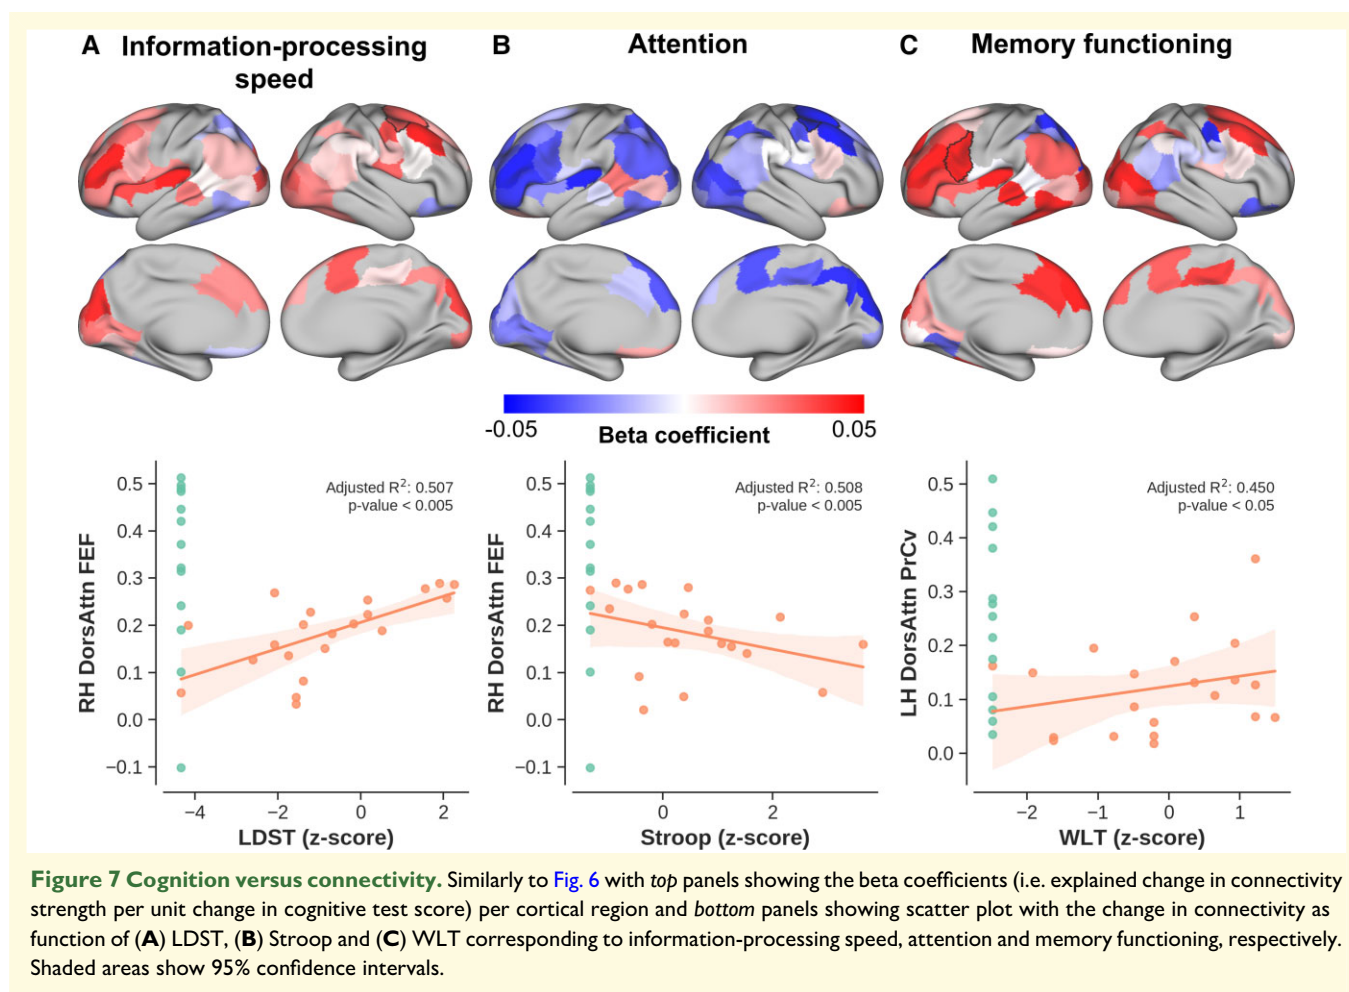 A Information-processing
speed
B Attention
C Memory functioning
-0.05 Beta coefficient 0.05
Adjusted R²: 0.507
p-value < 0.005
RH DorsAttn FEF
0.5
0.4
0.3
0.2
0.1
0.0
−0.1
−4 −2 0 2
LDST (z-score)
Adjusted R²: 0.508
p-value < 0.005
RH DorsAttn FEF
0.5
0.4
0.3
0.2
0.1
0.0
−0.1
0 2
Stroop (z-score)
Adjusted R²: 0.450
p-value < 0.05
LH DorsAttn PrCv
0.5
0.4
0.3
0.2
0.1
0.0
−2 −1 0 1
WLT (z-score)
Figure 7 Cognition versus connectivity. Similarly to Fig. 6 with top panels showing the beta coefficients (i.e. explained change in connectivity
strength per unit change in cognitive test score) per cortical region and bottom panels showing scatter plot with the change in connectivity as
function of (A) LDST, (B) Stroop and (C) WLT corresponding to information-processing speed, attention and memory functioning, respectively.
Shaded areas show 95% confidence intervals.